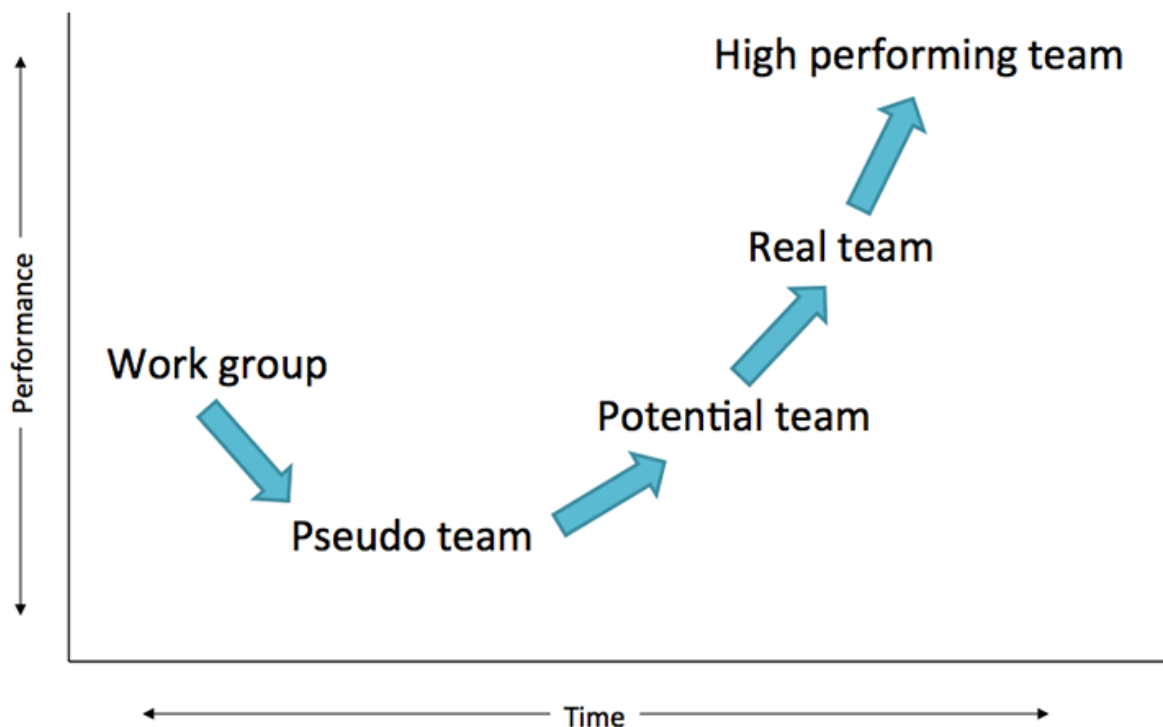 High performing team
Real team
Performance
Work group
Potential team
Pseudo team
Time